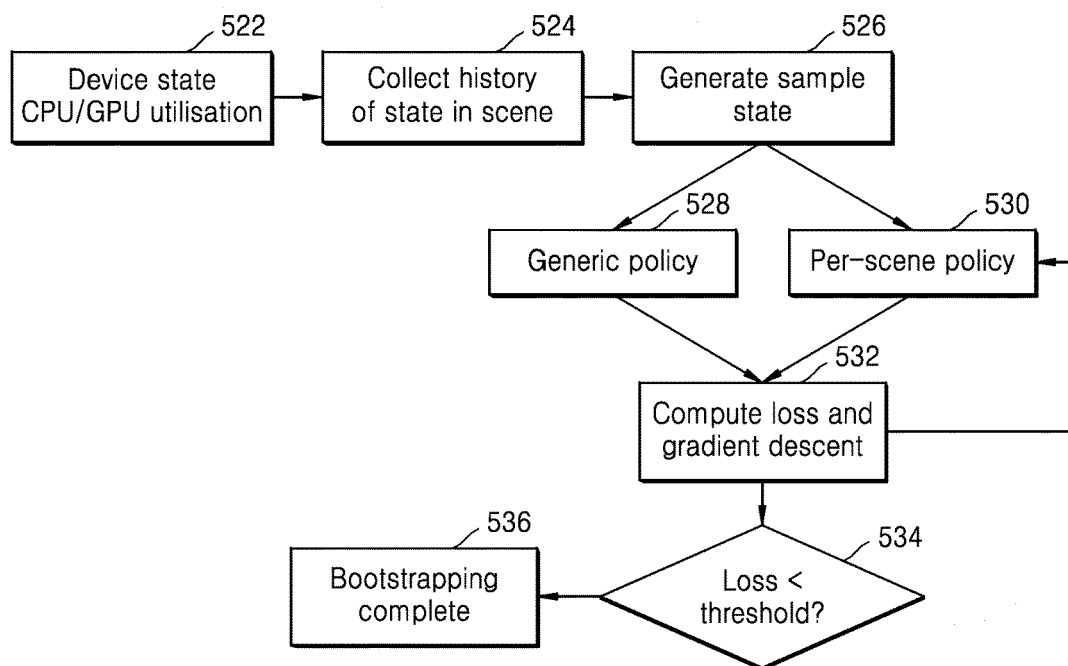 522
Device state
CPU/GPU utilisation
524
Collect history
of state in scene
526
Generate sample
state
528
Generic policy
530
Per-scene policy
532
Compute loss and
gradient descent
534
Loss <
threshold?
536
Bootstrapping
complete